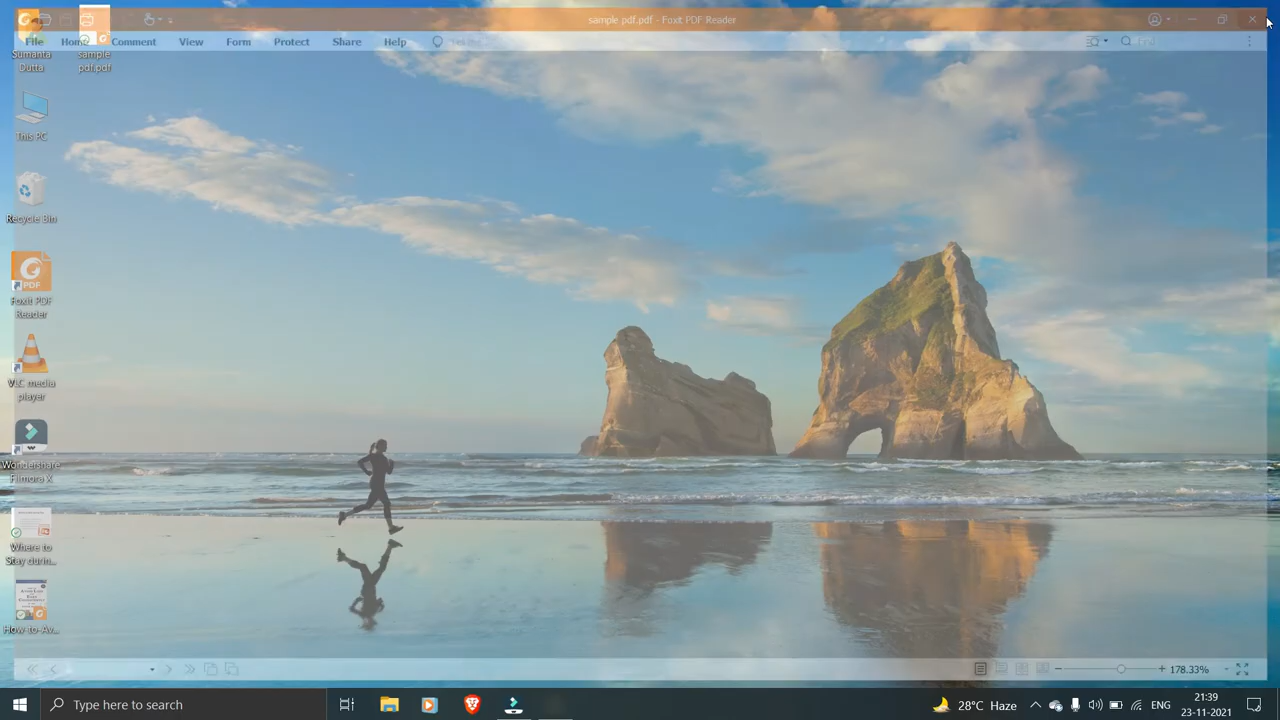 sample pdf.pdf - Foxit PDF Reader
File Home Comment View Form Protect Share Help
Sumanta
Dutta
sample
pdf.pdf
This PC
Recycle Bin
PDF
Foxit PDF
Reader
VLC media
player
Wondershare
Filmora X
Where to
Stay durin...
How-to-Av...
178.33%
Type here to search
28°C Haze
ENG
21:39
23-11-2021